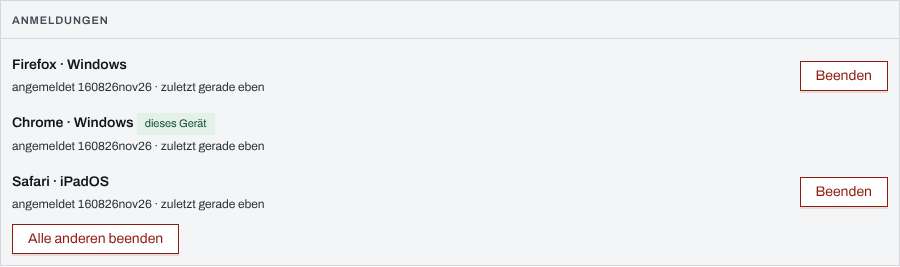 ANMELDUNGEN
Firefox · Windows
angemeldet 160826nov26 · zuletzt gerade eben
Beenden
Chrome · Windows dieses Gerät
angemeldet 160826nov26 · zuletzt gerade eben
Safari · iPadOS
angemeldet 160826nov26 · zuletzt gerade eben
Beenden
Alle anderen beenden